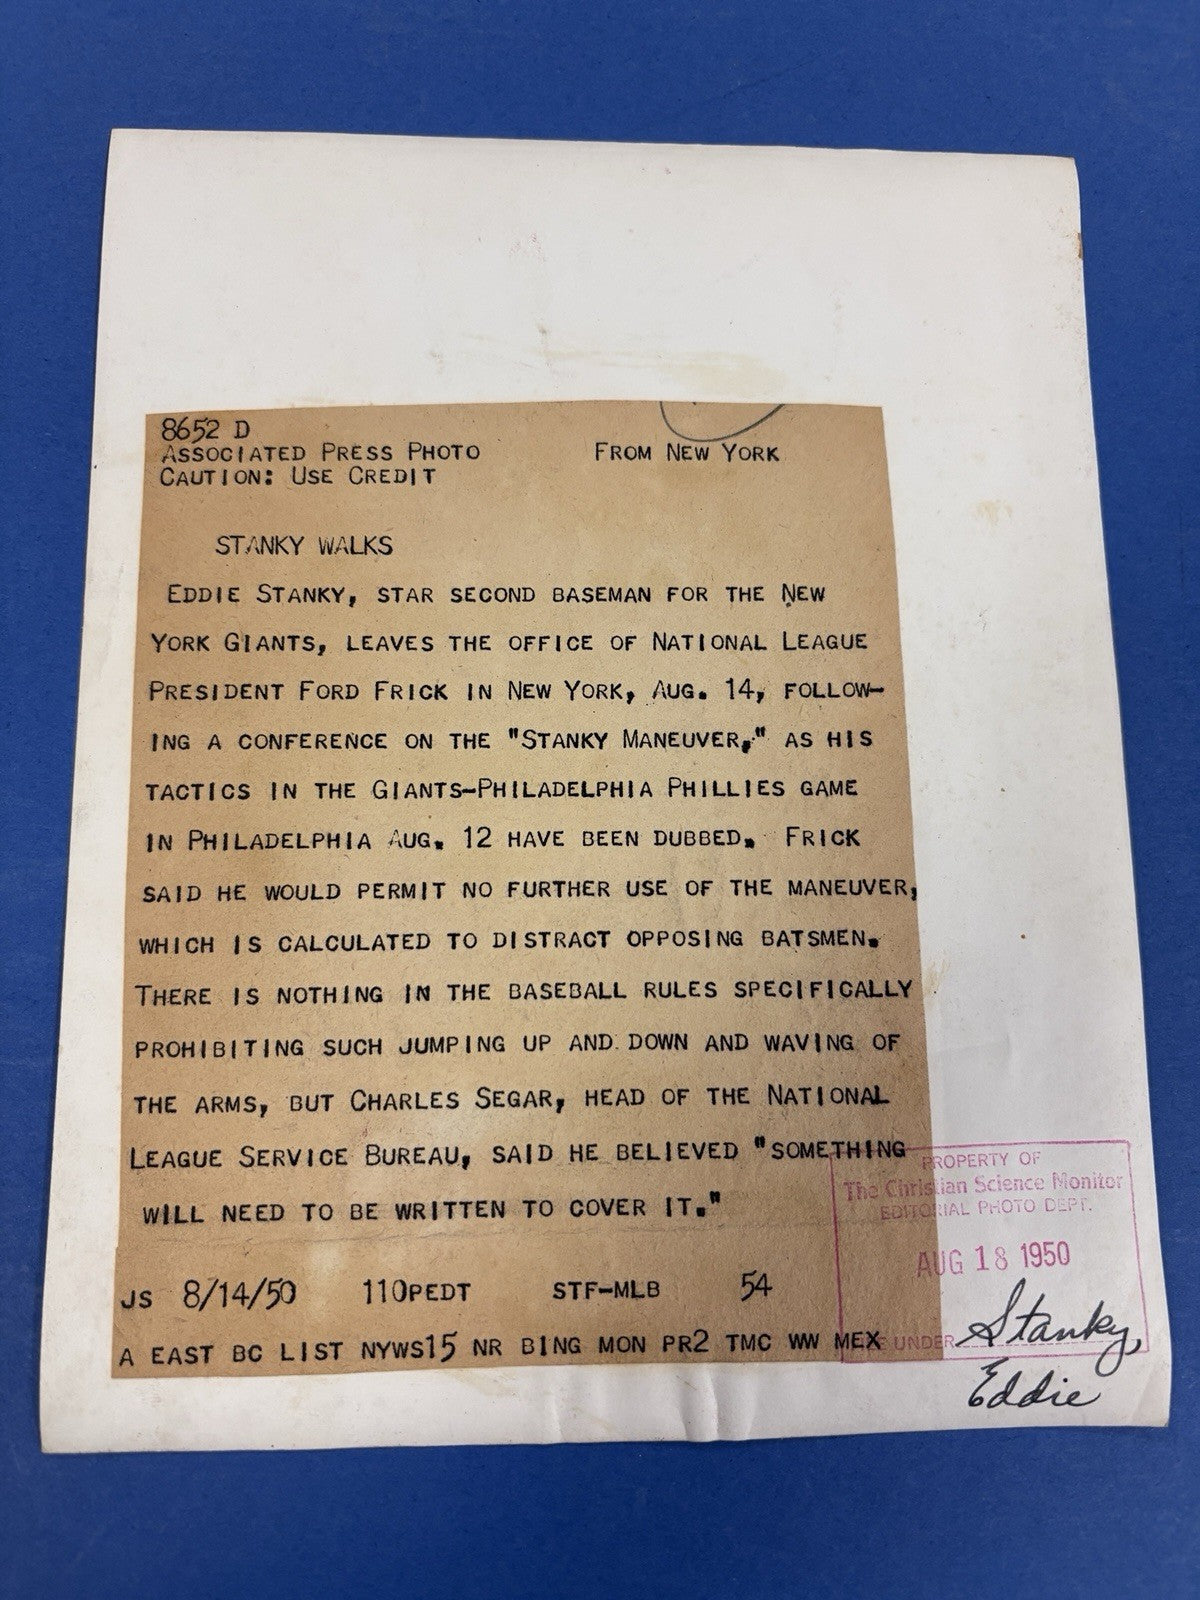 8652 D
ASSOCIATED PRESS PHOTO FROM NEW YORK
CAUTION: USE CREDIT
STANKY WALKS
EDDIE STANKY, STAR SECOND BASEMAN FOR THE NEW
YORK GIANTS, LEAVES THE OFFICE OF NATIONAL LEAGUE
PRESIDENT FORD FRICK IN NEW YORK, AUG. 14, FOLLOW-
ING A CONFERENCE ON THE "STANKY MANEUVER," AS HIS
TACTICS IN THE GIANTS-PHILADELPHIA PHILLIES GAME
IN PHILADELPHIA AUG. 12 HAVE BEEN DUBBED. FRICK
SAID HE WOULD PERMIT NO FURTHER USE OF THE MANEUVER,
WHICH IS CALCULATED TO DISTRACT OPPOSING BATSMEN.
THERE IS NOTHING IN THE BASEBALL RULES SPECIFICALLY
PROHIBITING SUCH JUMPING UP AND DOWN AND WAVING OF
THE ARMS, BUT CHARLES SEGAR, HEAD OF THE NATIONAL
LEAGUE SERVICE BUREAU, SAID HE BELIEVED "SOMETHING
WILL NEED TO BE WRITTEN TO COVER IT."
JS 8/14/50 110PEDT STF-MLB 54
A EAST BC LIST NYWS15 NR BING MON PR2 TMC WW MEX
PROPERTY OF
The Christian Science Monitor
EDITORIAL PHOTO DEPT.
AUG 18 1950
UNDER Stanky,
Eddie